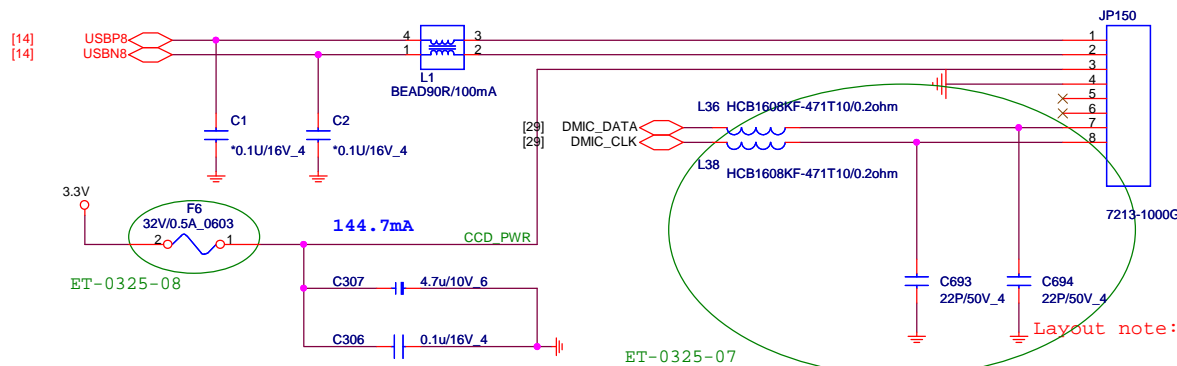 JP150
[14] USBP8 4 3 1
[14] USBN8 1 2 2
3
L1
BEAD90R/100mA
4
5
6
L36 HCB1608KF-471T10/0.2ohm
C1
*0.1U/16V_4
C2
*0.1U/16V_4
[29] DMIC_DATA 7
[29] DMIC_CLK 8
L38
HCB1608KF-471T10/0.2ohm
3.3V
F6
32V/0.5A_0603
7213-1000G
144.7mA
2 1
CCD_PWR
ET-0325-08
C307 4.7u/10V_6
C693
22P/50V_4
C694
22P/50V_4
Layout note:
C306 0.1u/16V_4
ET-0325-07